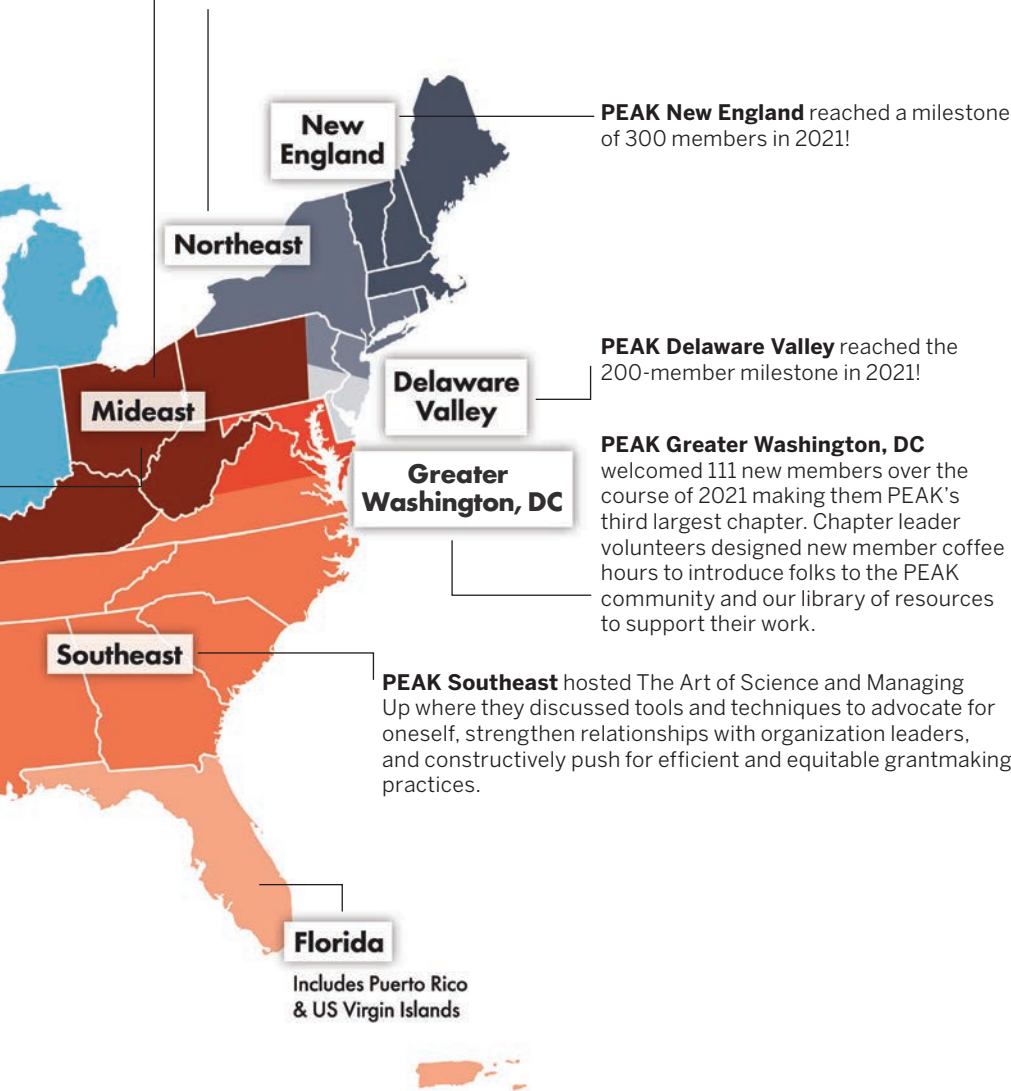 New
England
PEAK New England reached a milestone
of 300 members in 2021!
Northeast
PEAK Delaware Valley reached the
200-member milestone in 2021!
Delaware
Valley
Mideast
PEAK Greater Washington, DC
welcomed 111 new members over the
course of 2021 making them PEAK's
third largest chapter. Chapter leader
volunteers designed new member coffee
hours to introduce folks to the PEAK
community and our library of resources
to support their work.
Greater
Washington, DC
Southeast
PEAK Southeast hosted The Art of Science and Managing
Up where they discussed tools and techniques to advocate for
oneself, strengthen relationships with organization leaders,
and constructively push for efficient and equitable grantmaking
practices.
Florida
Includes Puerto Rico
& US Virgin Islands